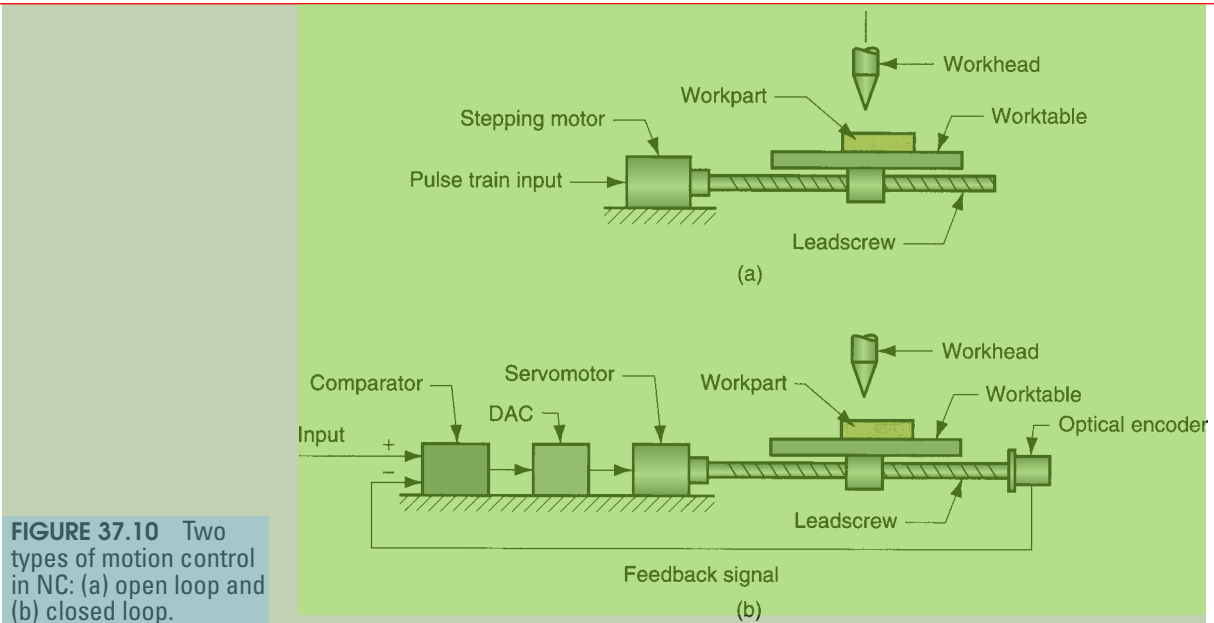 Workhead
Workpart
Worktable
Stepping motor
Pulse train input
Leadscrew
(a)
Workhead
Servomotor
Workpart
Comparator
Worktable
DAC
Optical encoder
Input
+
−
Leadscrew
Feedback signal
(b)
FIGURE 37.10 Two
types of motion control
in NC: (a) open loop and
(b) closed loop.